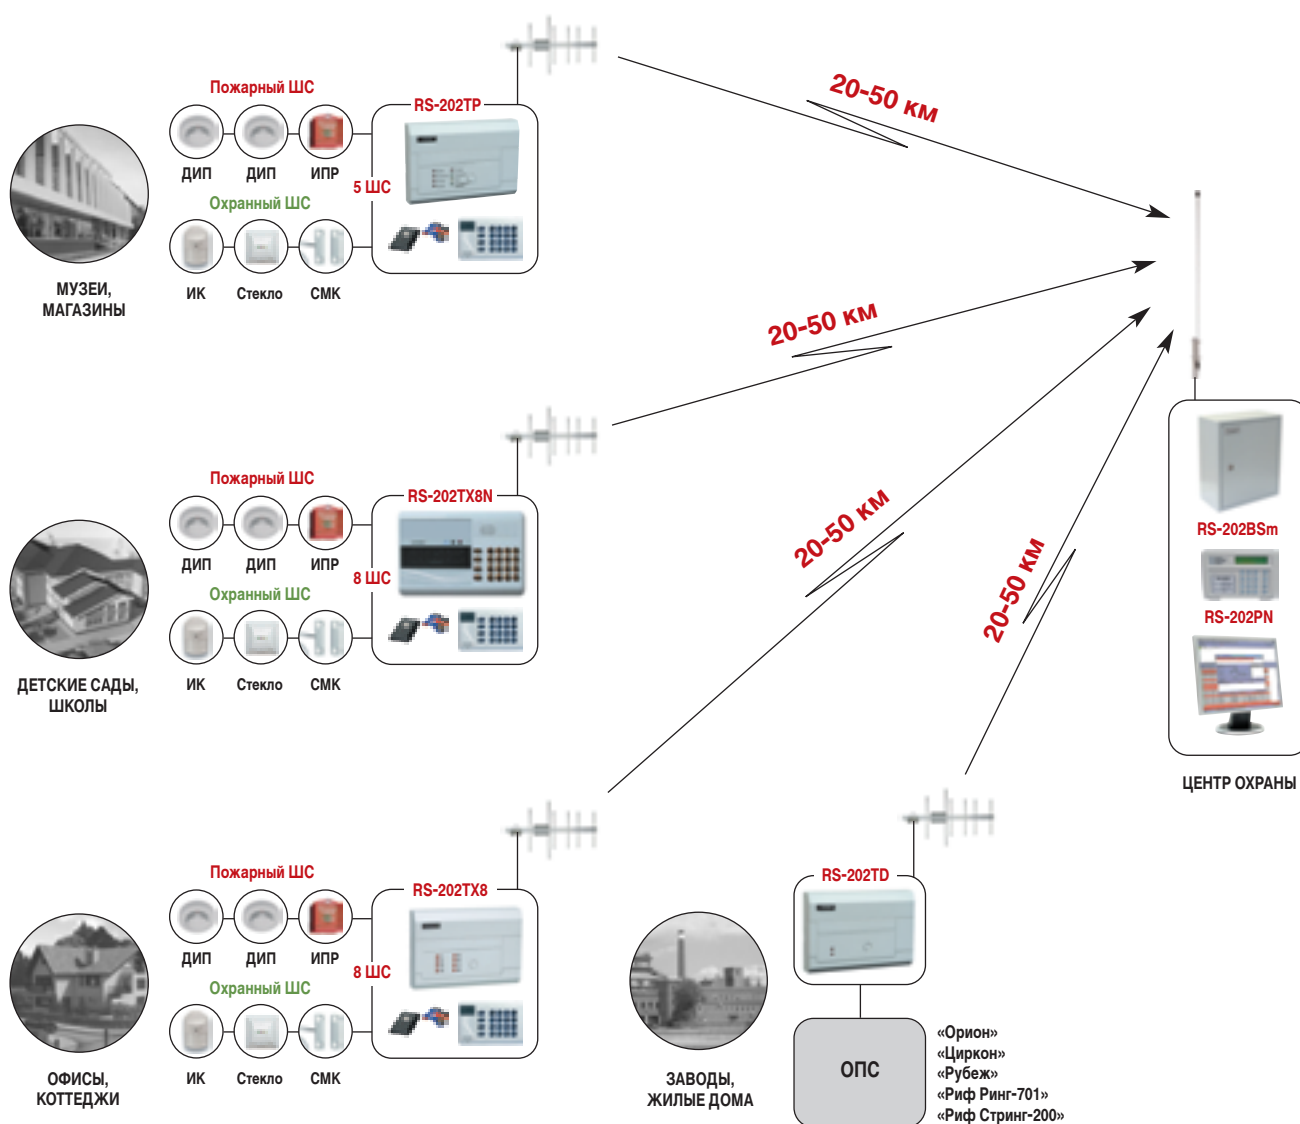 Пожарный ШС
ДИП
ДИП
ИПР
Охранный ШС
ИК
Стекло
СМК
5 ШС
RS-202TP
МУЗЕИ,
МАГАЗИНЫ
20-50 км
Пожарный ШС
ДИП
ДИП
ИПР
Охранный ШС
ИК
Стекло
СМК
8 ШС
RS-202TX8N
ДЕТСКИЕ САДЫ,
ШКОЛЫ
20-50 км
Пожарный ШС
ДИП
ДИП
ИПР
Охранный ШС
ИК
Стекло
СМК
8 ШС
RS-202TX8
ОФИСЫ,
КОТТЕДЖИ
20-50 км
20-50 км
RS-202TD
ЗАВОДЫ,
ЖИЛЫЕ ДОМА
ОПС
«Орион»
«Циркон»
«Рубеж»
«Риф Ринг-701»
«Риф Стринг-200»
RS-202BSm
RS-202PN
ЦЕНТР ОХРАНЫ